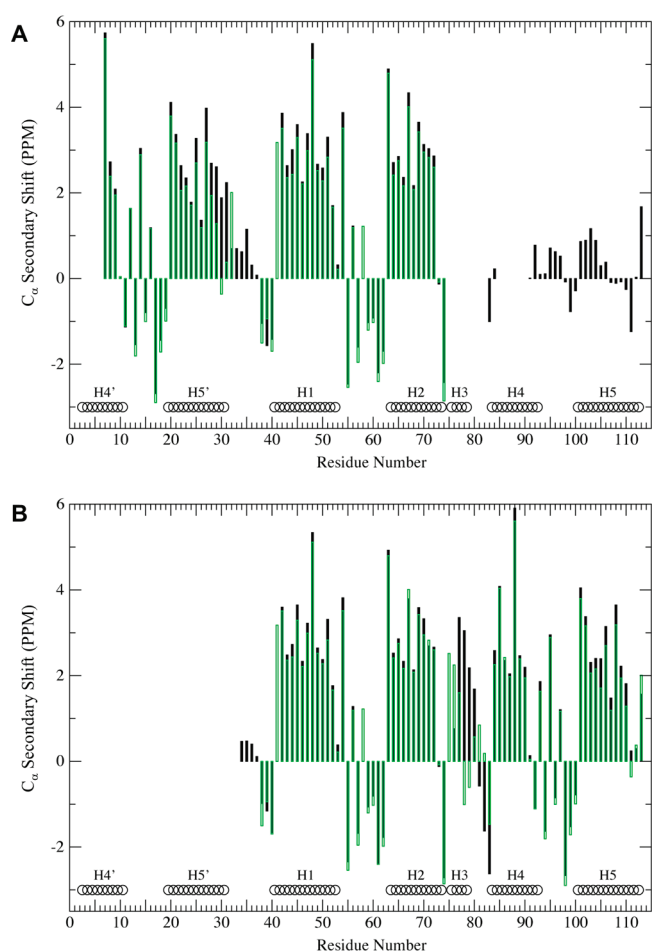 A
6
4
2
0
-2
Cα Secondary Shift (PPM)
H4' H5' H1 H2 H3 H4 H5
0 10 20 30 40 50 60 70 80 90 100 110
Residue Number
B
6
4
2
0
-2
Cα Secondary Shift (PPM)
H4' H5' H1 H2 H3 H4 H5
0 10 20 30 40 50 60 70 80 90 100 110
Residue Number